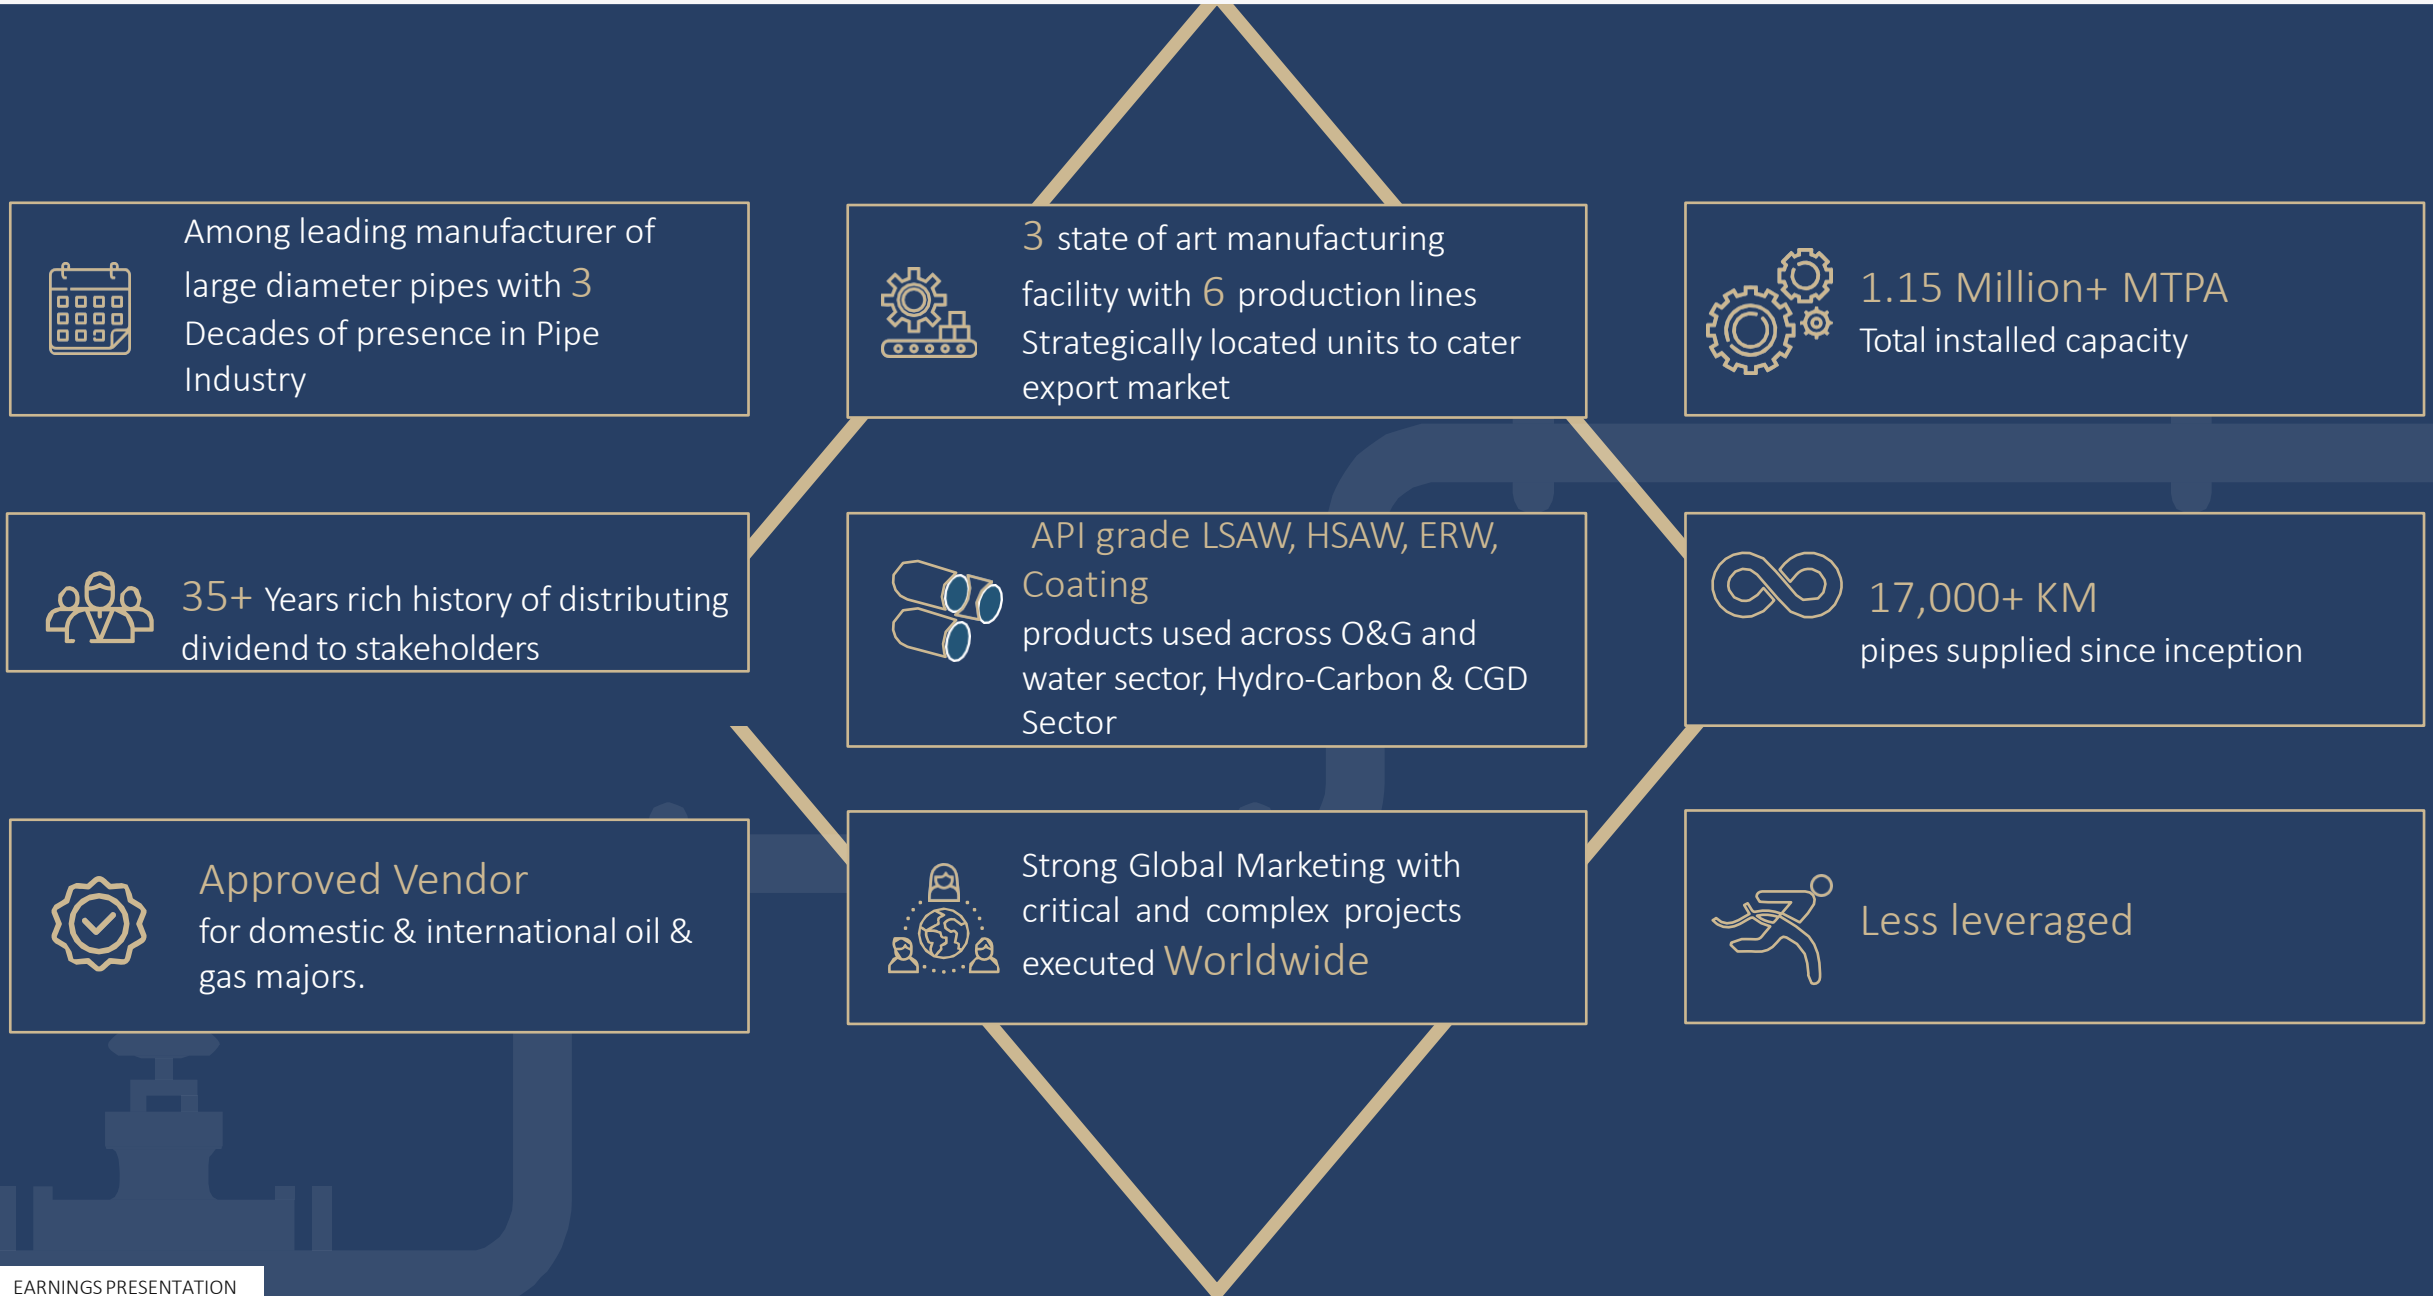 Among leading manufacturer of
large diameter pipes with 3
Decades of presence in Pipe
Industry
3 state of art manufacturing
facility with 6 production lines
Strategically located units to cater
export market
1.15 Million+ MTPA
Total installed capacity
35+ Years rich history of distributing
dividend to stakeholders
API grade LSAW, HSAW, ERW,
Coating
products used across O&G and
water sector, Hydro-Carbon & CGD
Sector
17,000+ KM
pipes supplied since inception
Approved Vendor
for domestic & international oil &
gas majors.
Strong Global Marketing with
critical and complex projects
executed Worldwide
Less leveraged
EARNINGS PRESENTATION